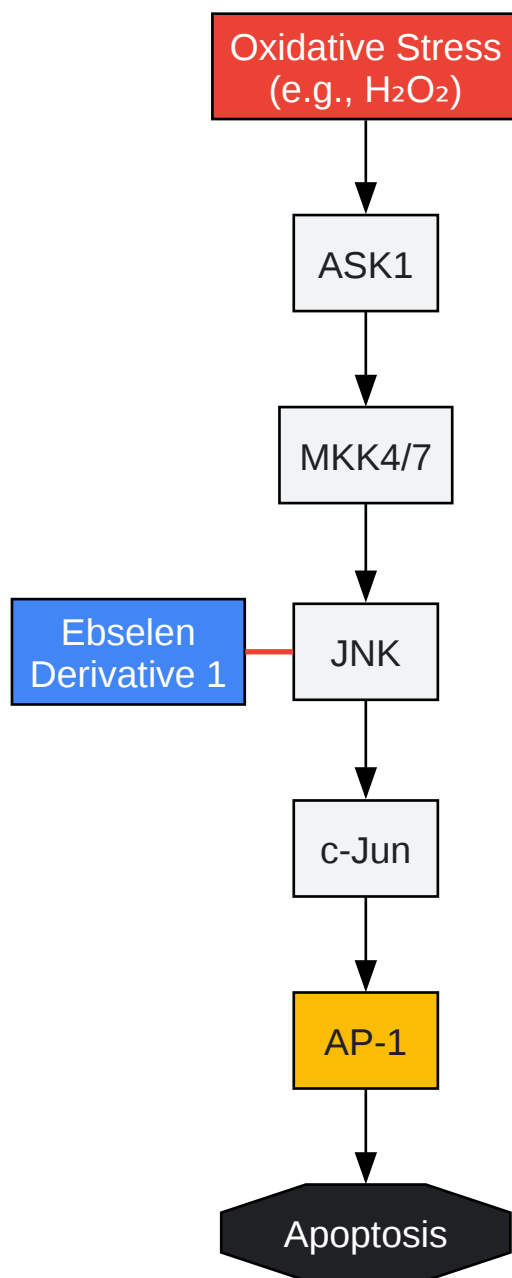 Oxidative Stress
(e.g., H₂O₂)
ASK1
MKK4/7
Ebselen
Derivative 1
JNK
c-Jun
AP-1
Apoptosis